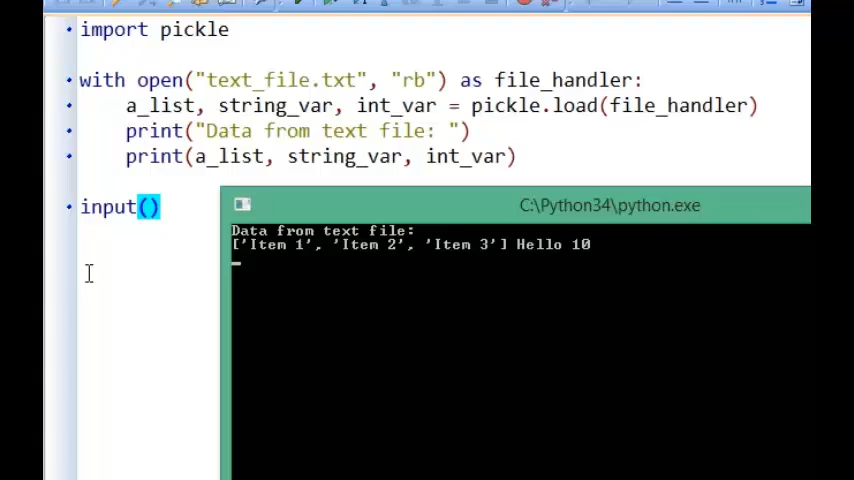 import pickle
with open("text_file.txt", "rb") as file_handler:
a_list, string_var, int_var = pickle.load(file_handler)
print("Data from text file: ")
print(a_list, string_var, int_var)
input()
C:\Python34\python.exe
Data from text file:
['Item 1', 'Item 2', 'Item 3'] Hello 10